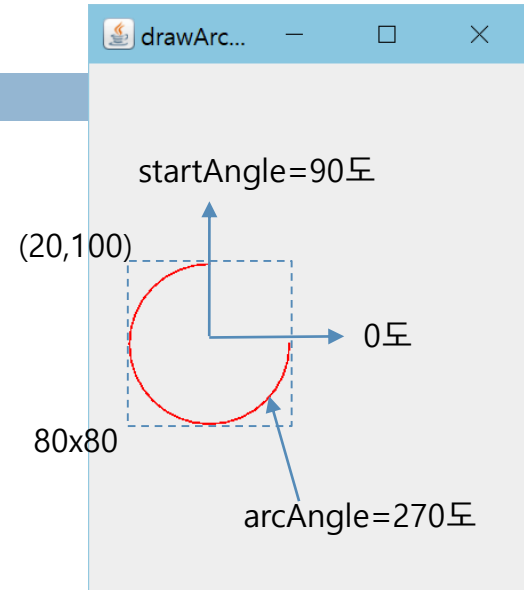 drawArc...
startAngle=90도
(20,100)
0도
80x80
arcAngle=270도